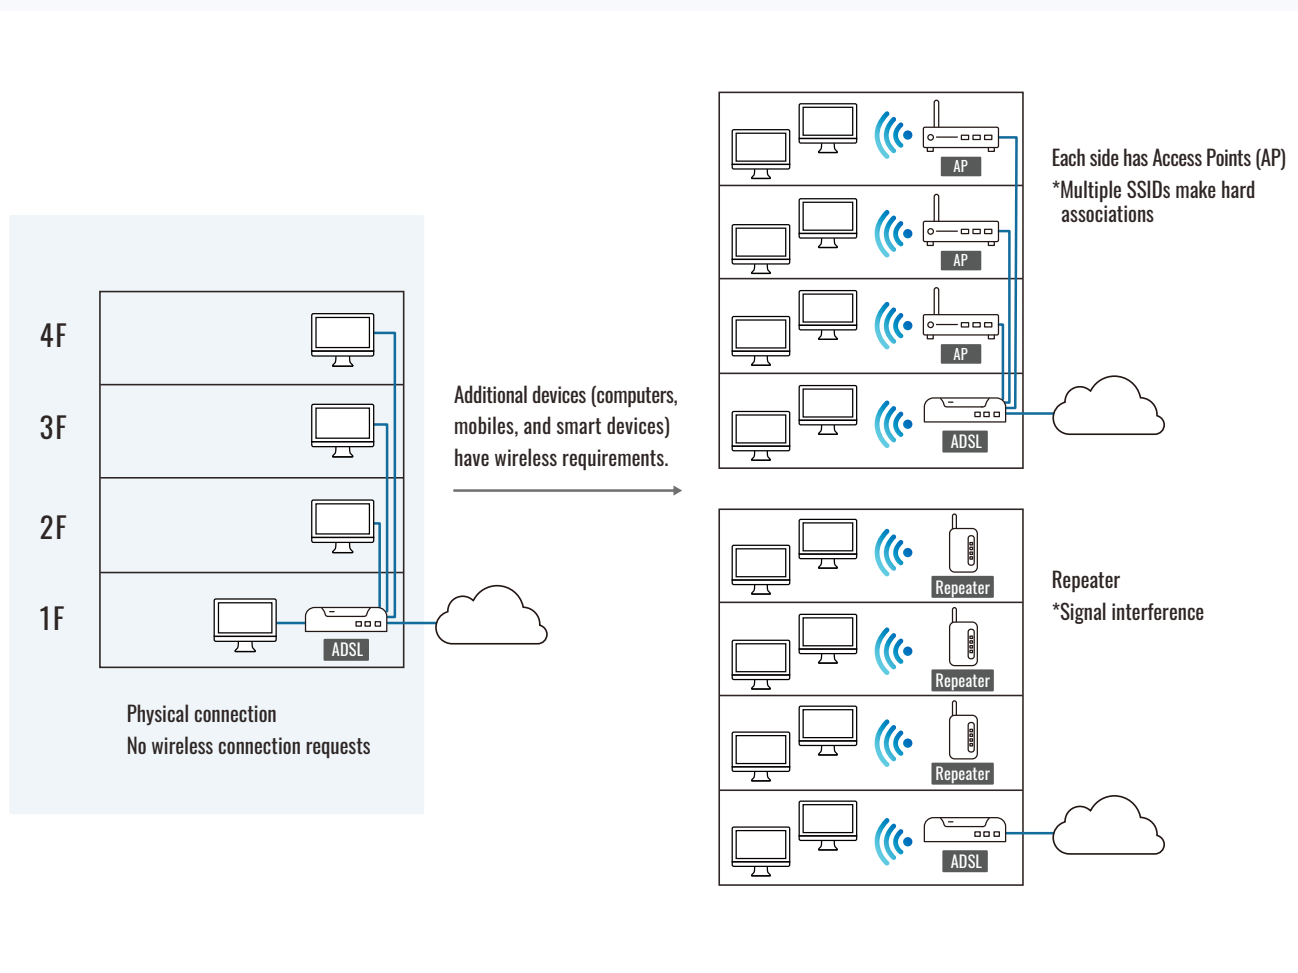 4F
3F
2F
1F
ADSL
Physical connection
No wireless connection requests
Additional devices (computers,
mobiles, and smart devices)
have wireless requirements.
AP
AP
AP
ADSL
Each side has Access Points (AP)
*Multiple SSIDs make hard
associations
Repeater
Repeater
Repeater
ADSL
Repeater
*Signal interference